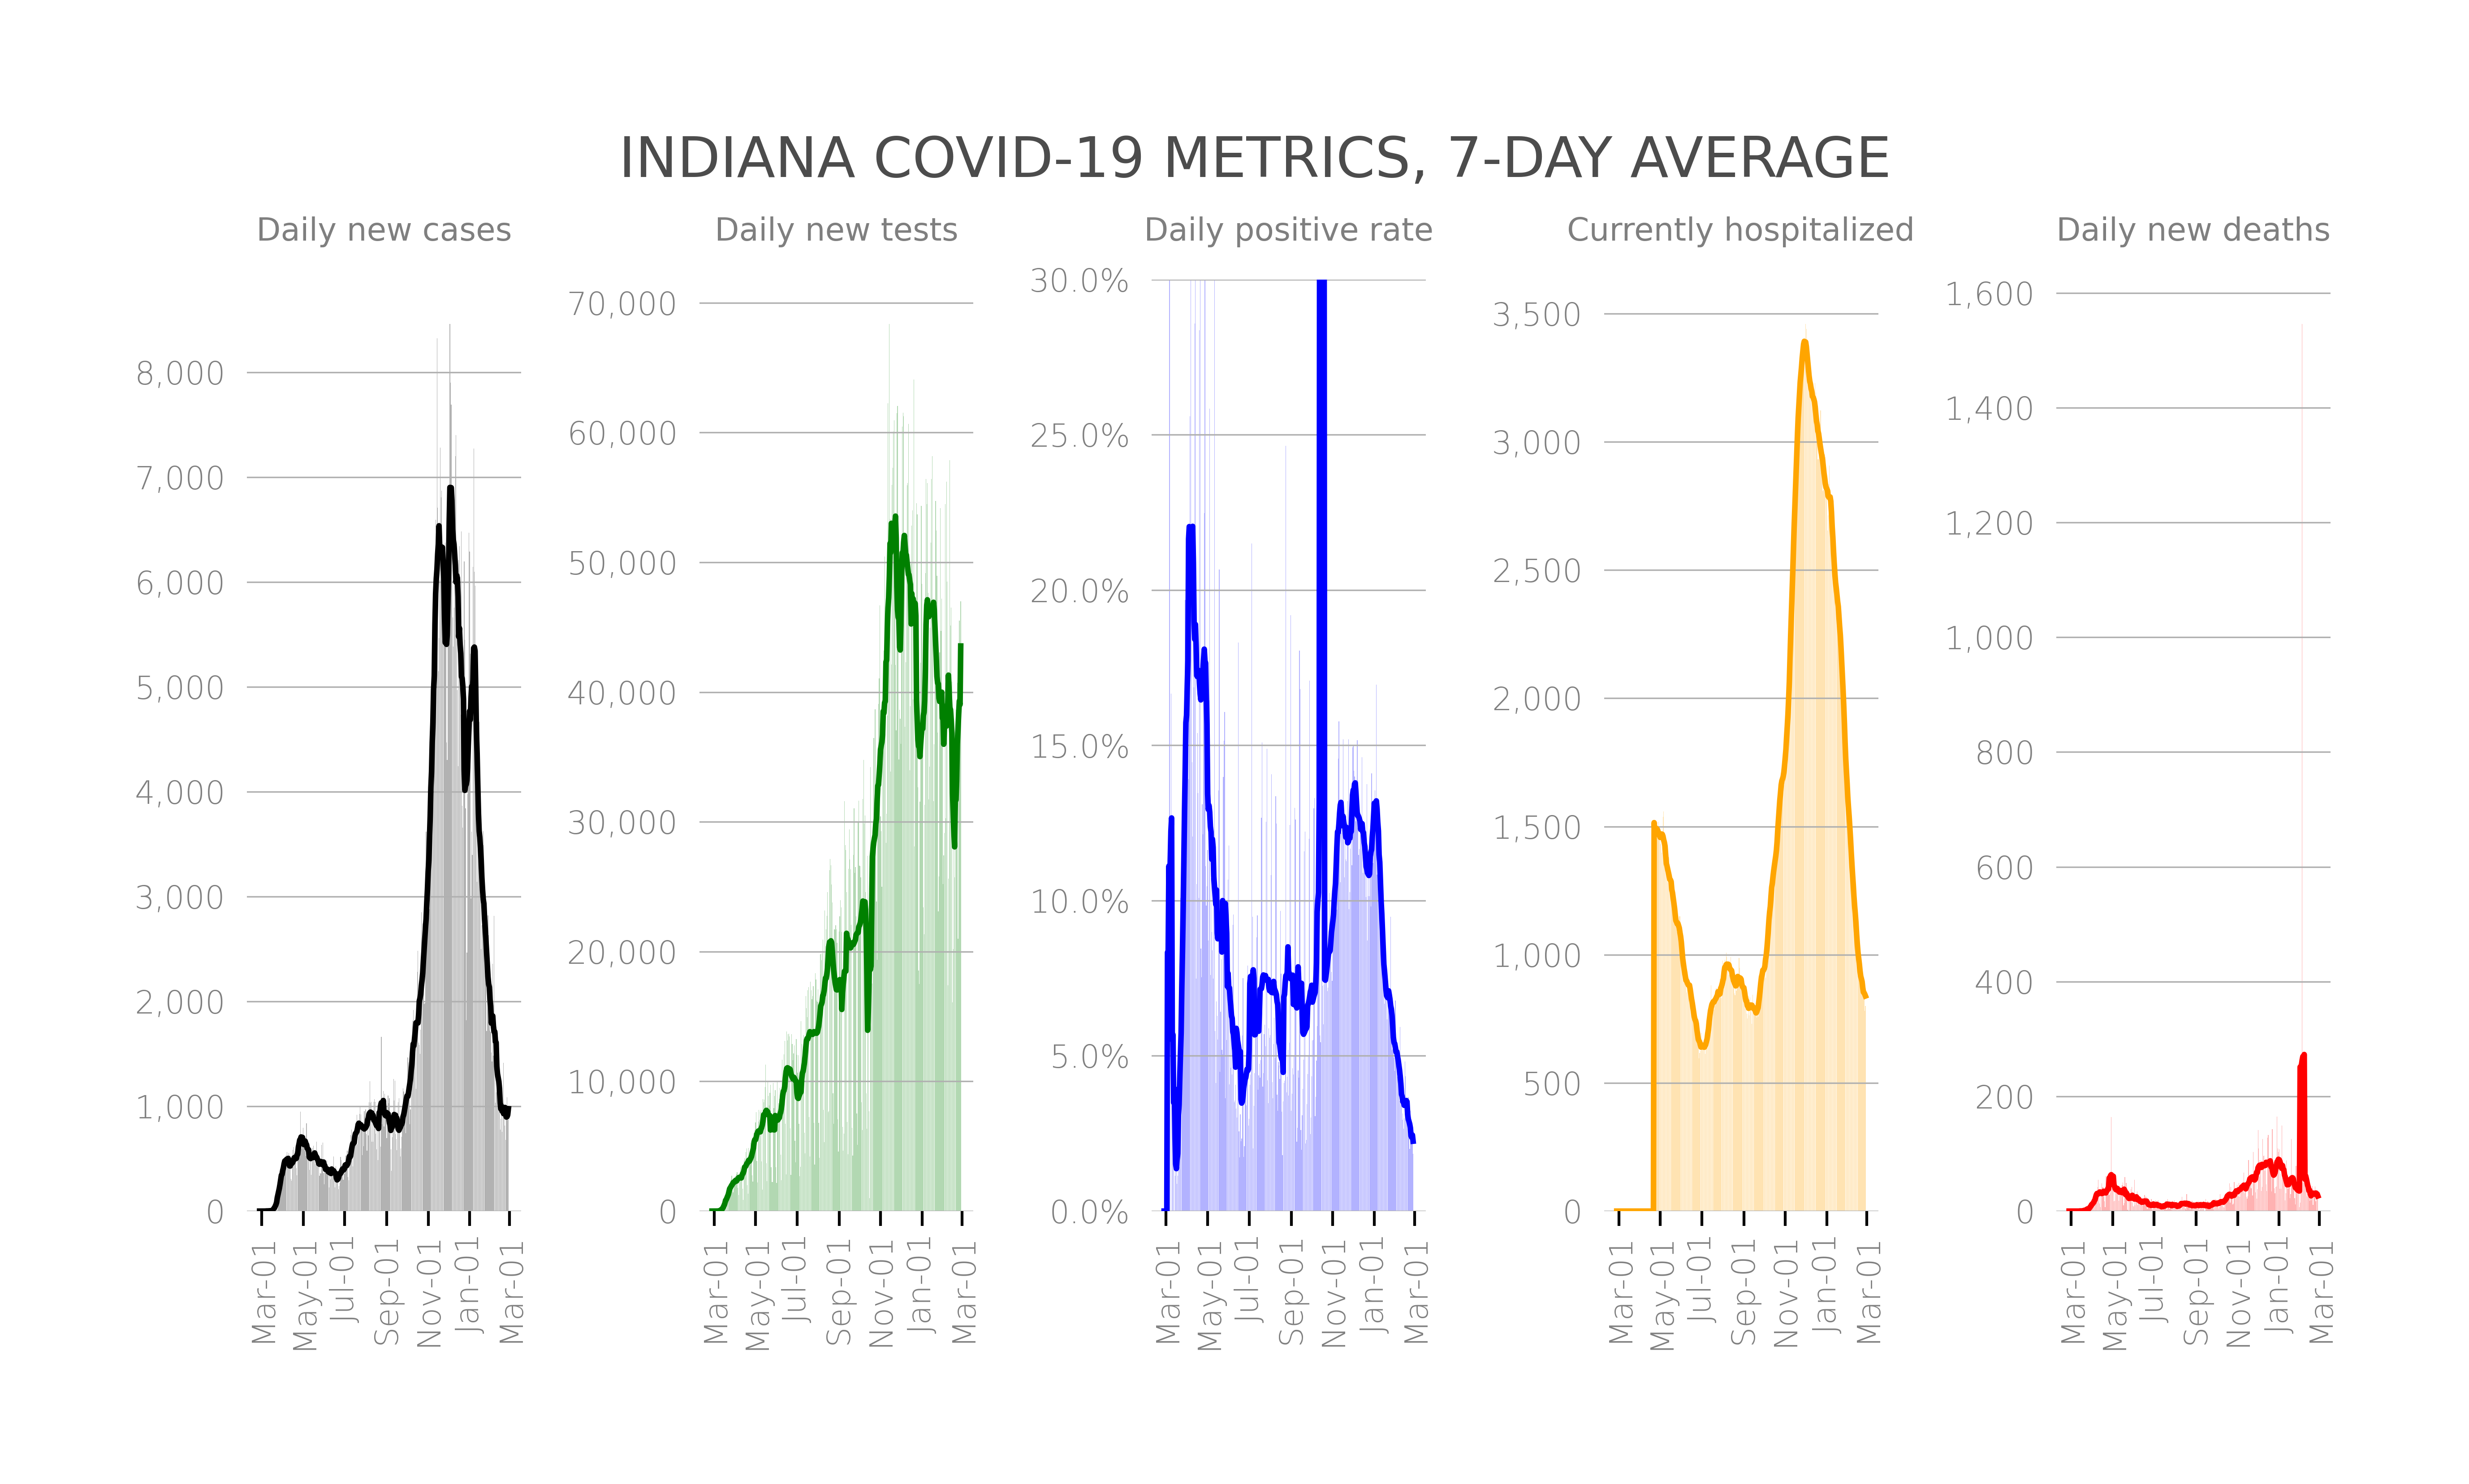 INDIANA COVID-19 METRICS, 7-DAY AVERAGE
Daily new cases
8,000
7,000
6,000
5,000
4,000
3,000
2,000
1,000
0
Mar-01
May-01
Jul-01
Sep-01
Nov-01
Jan-01
Mar-01
Daily new tests
70,000
60,000
50,000
40,000
30,000
20,000
10,000
0
Mar-01
May-01
Jul-01
Sep-01
Nov-01
Jan-01
Mar-01
Daily positive rate
30.0%
25.0%
20.0%
15.0%
10.0%
5.0%
0.0%
Mar-01
May-01
Jul-01
Sep-01
Nov-01
Jan-01
Mar-01
Currently hospitalized
3,500
3,000
2,500
2,000
1,500
1,000
500
0
Mar-01
May-01
Jul-01
Sep-01
Nov-01
Jan-01
Mar-01
Daily new deaths
1,600
1,400
1,200
1,000
800
600
400
200
0
Mar-01
May-01
Jul-01
Sep-01
Nov-01
Jan-01
Mar-01